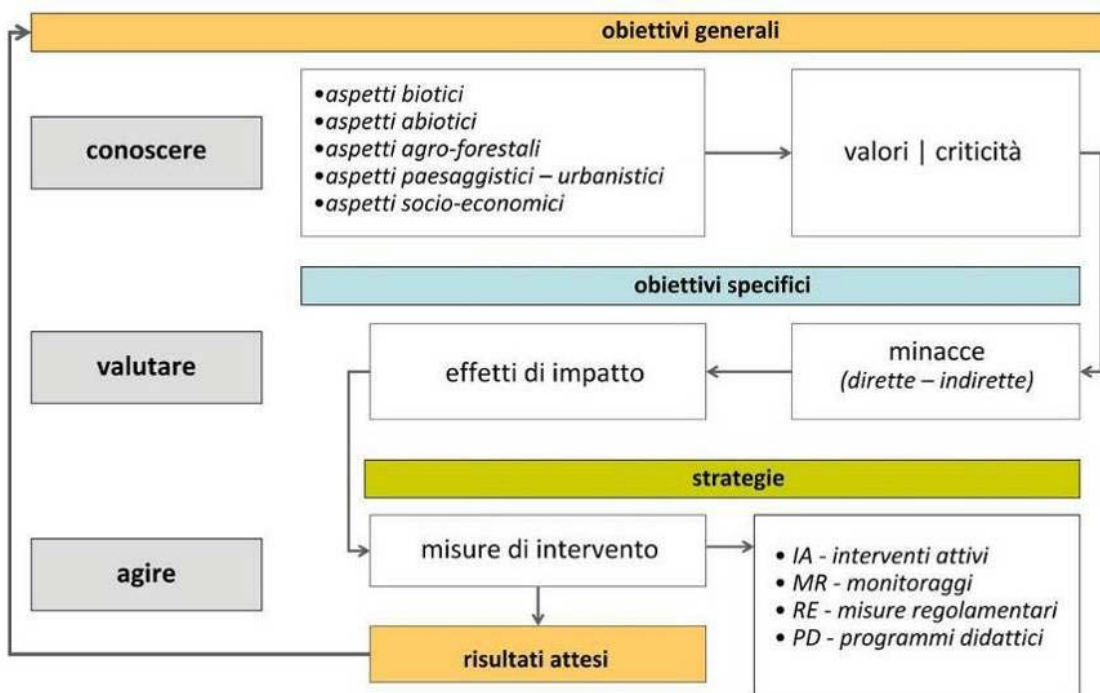 obiettivi generali
conoscere
•aspetti biotici
•aspetti abiotici
•aspetti agro-forestali
•aspetti paesaggistici – urbanistici
•aspetti socio-economici
valori | criticità
obiettivi specifici
valutare
effetti di impatto
minacce
(dirette – indirette)
strategie
agire
misure di intervento
• IA - interventi attivi
• MR - monitoraggi
• RE - misure regolamentari
• PD - programmi didattici
risultati attesi